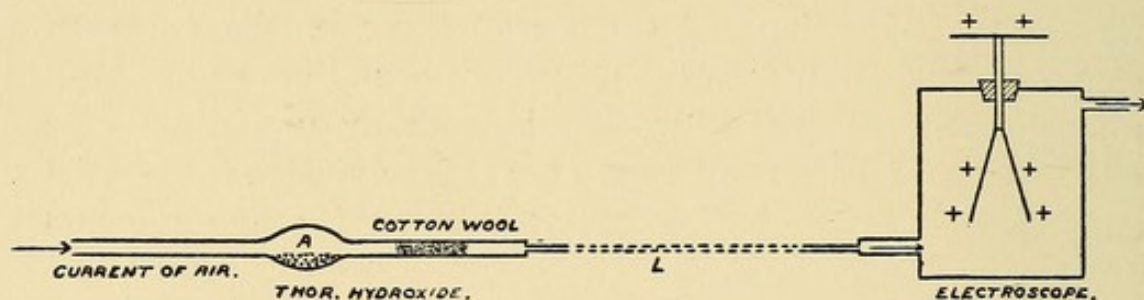 + +
+ +
+ +
COTTON WOOL
A
L
CURRENT OF AIR.
THOR. HYDROXIDE.
ELECTROSCOPE.